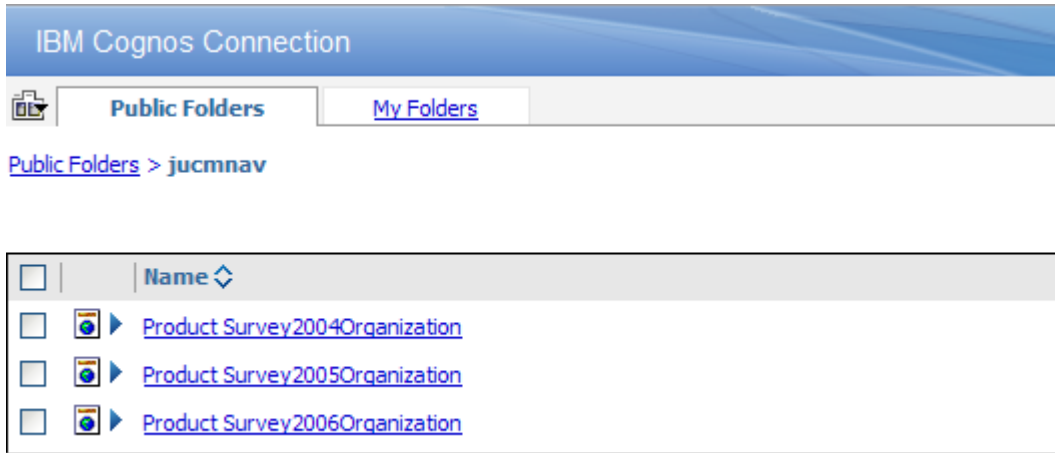 IBM Cognos Connection
Public Folders My Folders
Public Folders > jucmnav
Name
Product Survey2004Organization
Product Survey2005Organization
Product Survey2006Organization